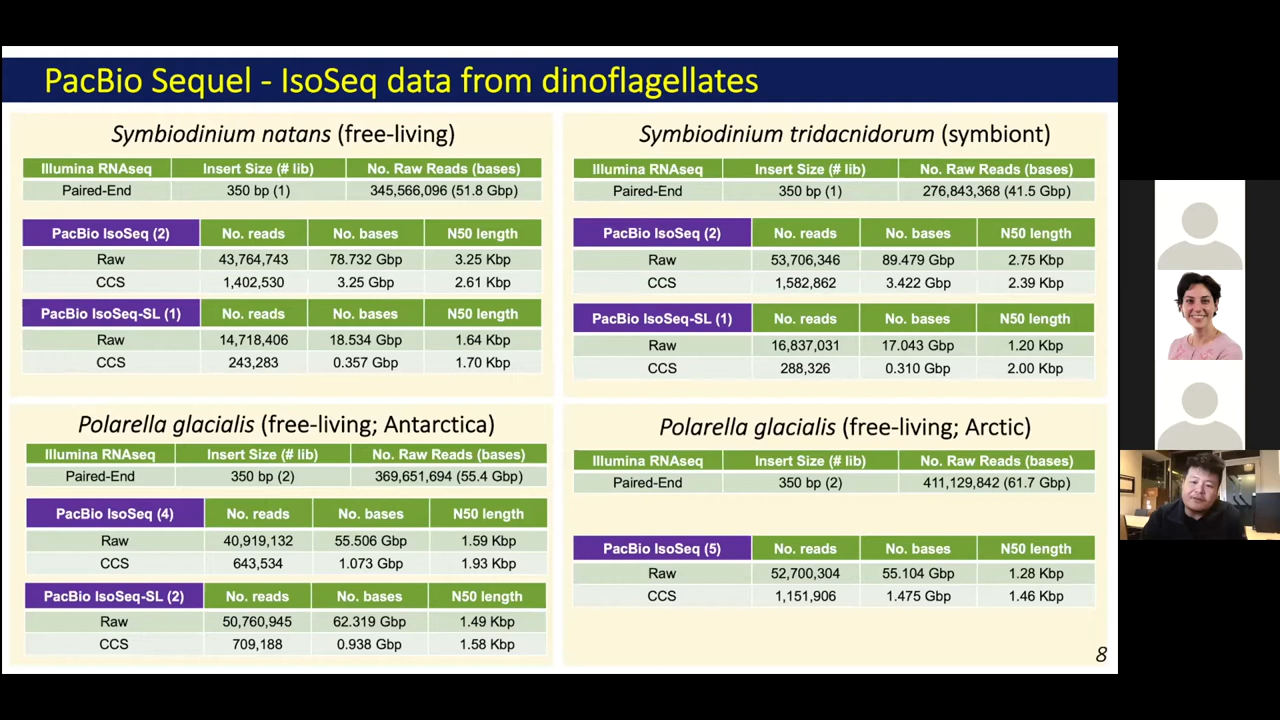 PacBio Sequel - IsoSeq data from dinoflagellates
Symbiodinium natans (free-living)
Illumina RNAseq Insert Size (# lib) No. Raw Reads (bases)
Paired-End 350 bp (1) 345,566,096 (51.8 Gbp)
PacBio IsoSeq (2) No. reads No. bases N50 length
Raw 43,764,743 78.732 Gbp 3.25 Kbp
CCS 1,402,530 3.25 Gbp 2.61 Kbp
PacBio IsoSeq-SL (1) No. reads No. bases N50 length
Raw 14,718,406 18.534 Gbp 1.64 Kbp
CCS 243,283 0.357 Gbp 1.70 Kbp
Symbiodinium tridacnidorum (symbiont)
Illumina RNAseq Insert Size (# lib) No. Raw Reads (bases)
Paired-End 350 bp (1) 276,843,368 (41.5 Gbp)
PacBio IsoSeq (2) No. reads No. bases N50 length
Raw 53,706,346 89.479 Gbp 2.75 Kbp
CCS 1,582,862 3.422 Gbp 2.39 Kbp
PacBio IsoSeq-SL (1) No. reads No. bases N50 length
Raw 16,837,031 17.043 Gbp 1.20 Kbp
CCS 288,326 0.310 Gbp 2.00 Kbp
Polarella glacialis (free-living; Antarctica)
Illumina RNAseq Insert Size (# lib) No. Raw Reads (bases)
Paired-End 350 bp (2) 369,651,694 (55.4 Gbp)
PacBio IsoSeq (4) No. reads No. bases N50 length
Raw 40,919,132 55.506 Gbp 1.59 Kbp
CCS 643,534 1.073 Gbp 1.93 Kbp
PacBio IsoSeq-SL (2) No. reads No. bases N50 length
Raw 50,760,945 62.319 Gbp 1.49 Kbp
CCS 709,188 0.938 Gbp 1.58 Kbp
Polarella glacialis (free-living; Arctic)
Illumina RNAseq Insert Size (# lib) No. Raw Reads (bases)
Paired-End 350 bp (2) 411,129,842 (61.7 Gbp)
PacBio IsoSeq (5) No. reads No. bases N50 length
Raw 52,700,304 55.104 Gbp 1.28 Kbp
CCS 1,151,906 1.475 Gbp 1.46 Kbp
8